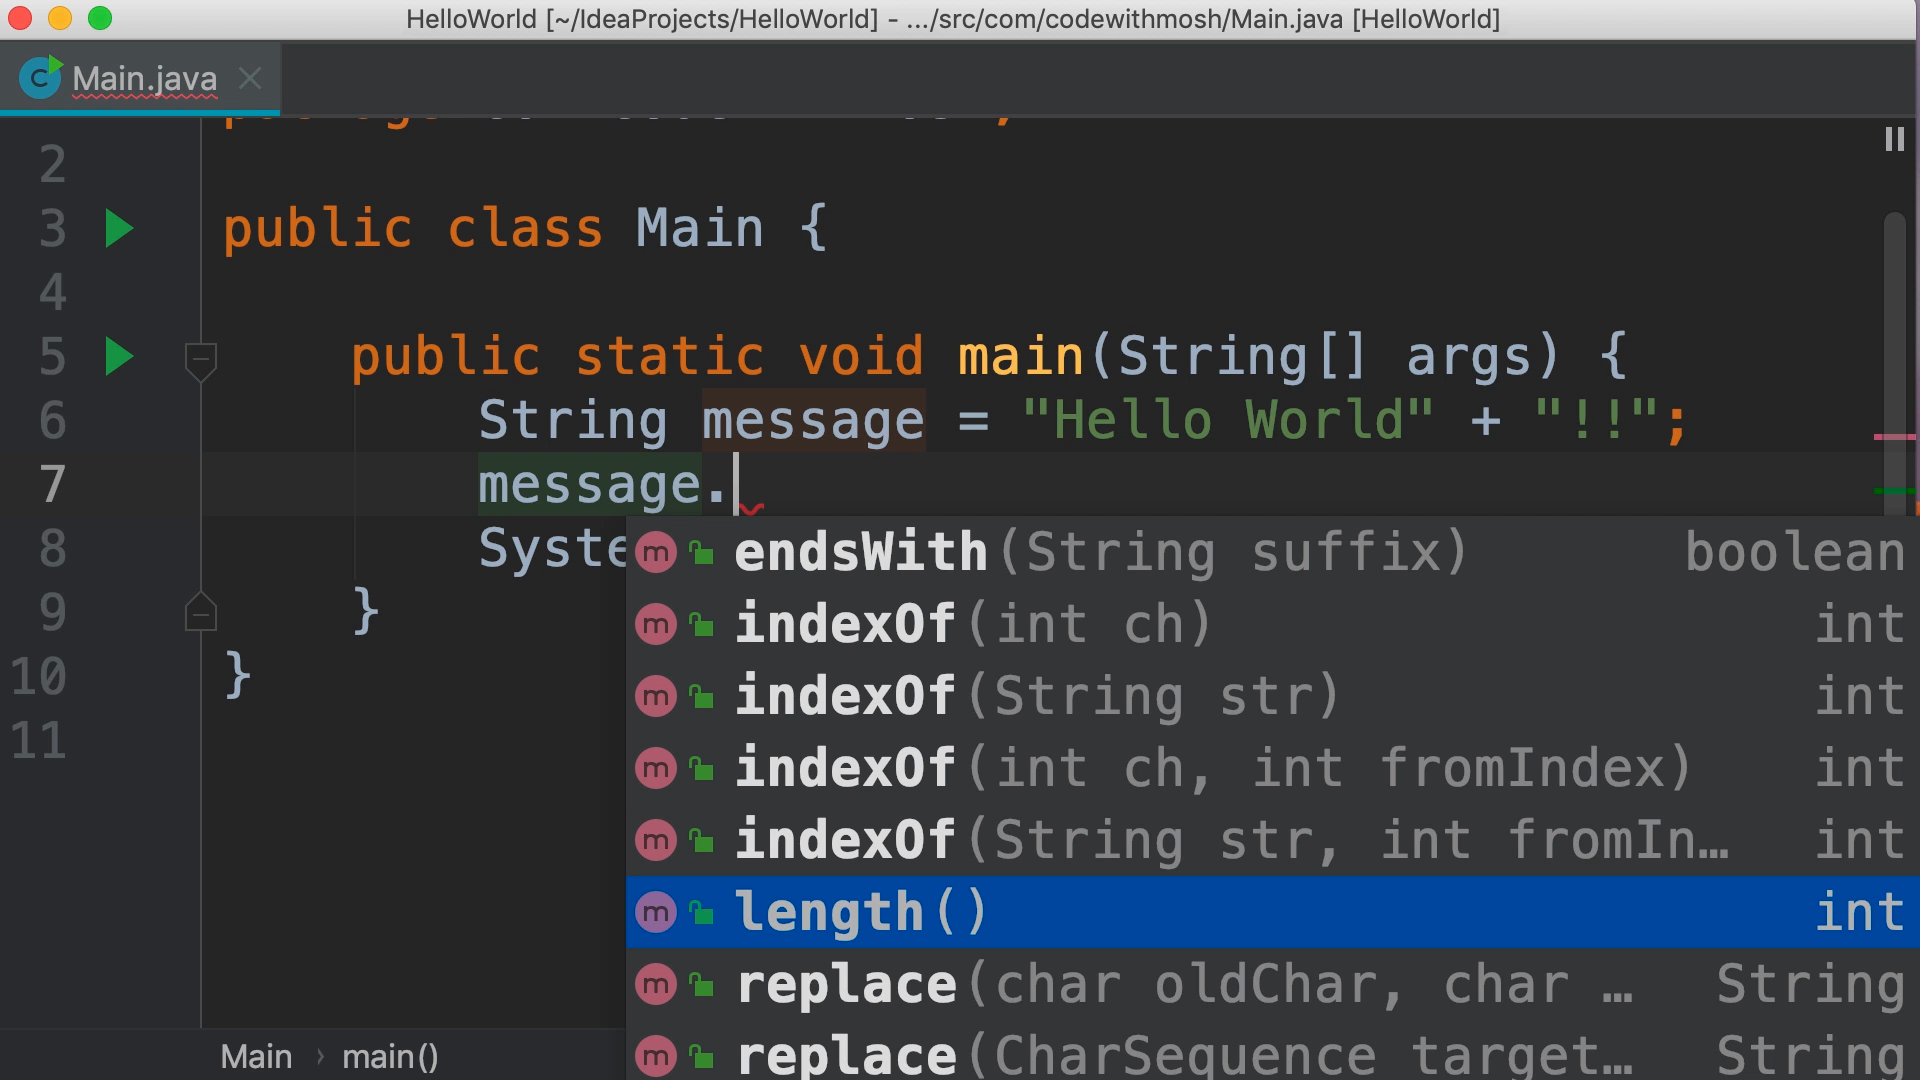 HelloWorld [~/IdeaProjects/HelloWorld] - .../src/com/codewithmosh/Main.java [HelloWorld]
Main.java
2
3 public class Main {
4
5 public static void main(String[] args) {
6 String message = "Hello World" + "!!";
7 message.
8 Syste
9 }
10 }
11
m endsWith(String suffix) boolean
m indexOf(int ch) int
m indexOf(String str) int
m indexOf(int ch, int fromIndex) int
m indexOf(String str, int fromIn… int
m length() int
m replace(char oldChar, char … String
m replace(CharSequence target… String
Main › main()